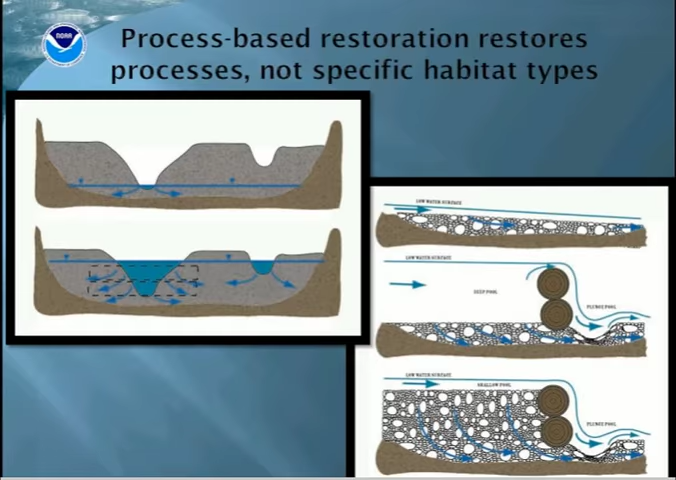 NOAA
Process-based restoration restores
processes, not specific habitat types
LOW WATER SURFACE
LOW WATER SURFACE
DEEP POOL
PLUNGE POOL
LOW WATER SURFACE
SHALLOW POOL
PLUNGE POOL